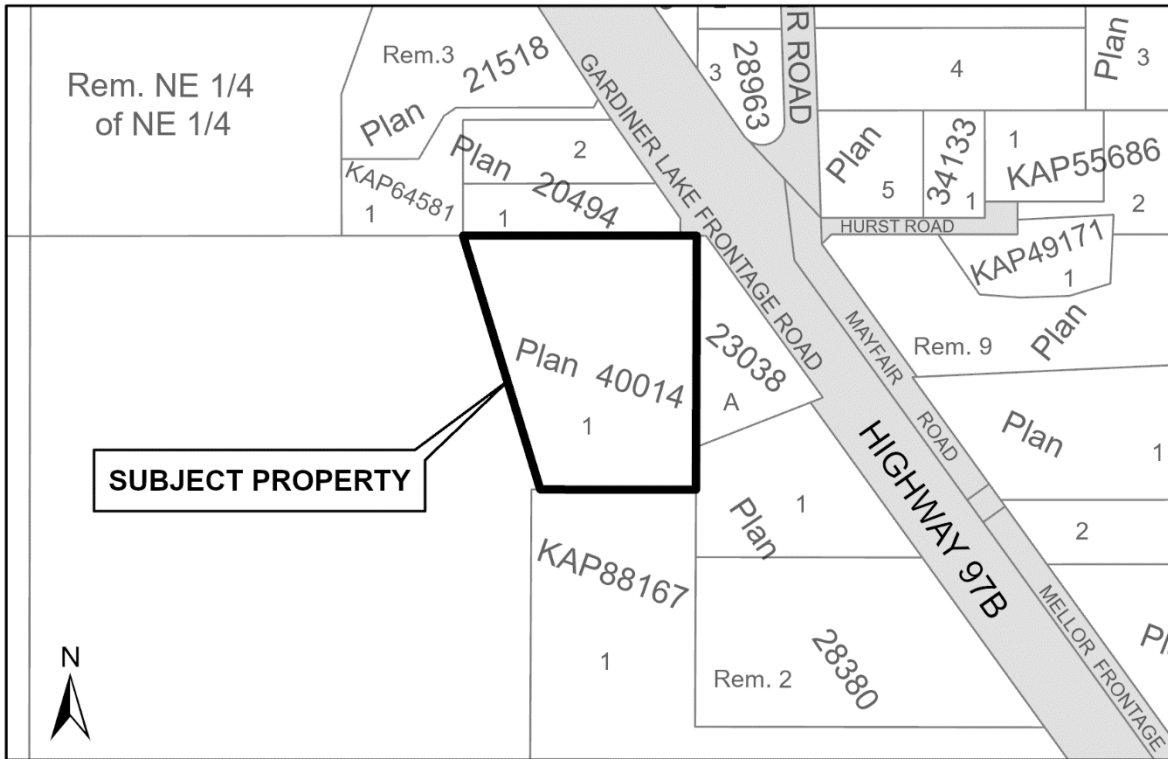 Rem. NE 1/4
of NE 1/4
Rem.3
Plan 21518
KAP64581
1
Plan 20494
2
1
GARDINER LAKE FRONTAGE ROAD
3
28963
R ROAD
4
Plan
3
Plan
5
34133
1
1
KAP55686
2
HURST ROAD
KAP49171
1
Plan 40014
1
23038
A
MAYFAIR ROAD
Rem. 9
Plan
SUBJECT PROPERTY
HIGHWAY 97B
Plan
1
2
KAP88167
1
Plan
1
28380
Rem. 2
MELLOR FRONTAGE
Pl
N